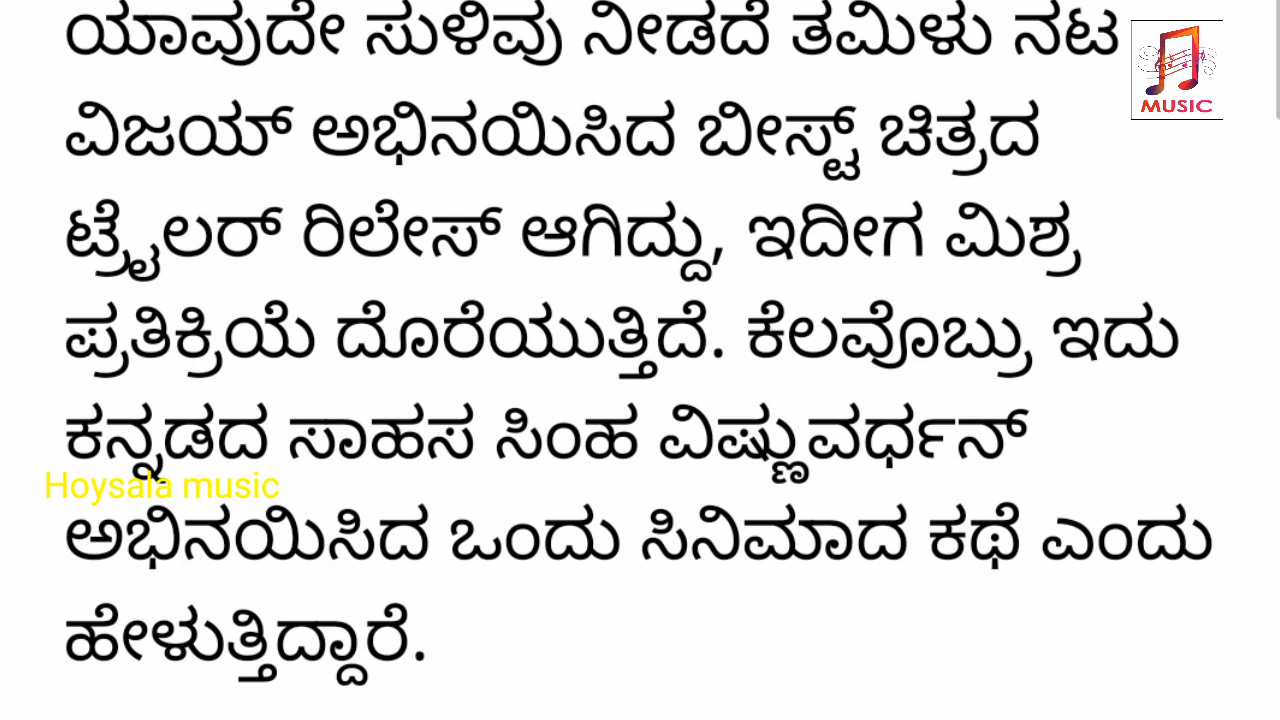 ಯಾವುದೇ ಸುಳಿವು ನೀಡದೆ ತಮಿಳು ನಟ
MUSIC
ವಿಜಯ್ ಅಭಿನಯಿಸಿದ ಬೀಸ್ಟ್ ಚಿತ್ರದ
ಟ್ರೈಲರ್ ರಿಲೇಸ್ ಆಗಿದ್ದು, ಇದೀಗ ಮಿಶ್ರ
ಪ್ರತಿಕ್ರಿಯೆ ದೊರೆಯುತ್ತಿದೆ. ಕೆಲವೊಬ್ರು ಇದು
ಕನ್ನಡದ ಸಾಹಸ ಸಿಂಹ ವಿಷ್ಣುವರ್ಧನ್
Hoysala music
ಅಭಿನಯಿಸಿದ ಒಂದು ಸಿನಿಮಾದ ಕಥೆ ಎಂದು
ಹೇಳುತ್ತಿದ್ದಾರೆ.